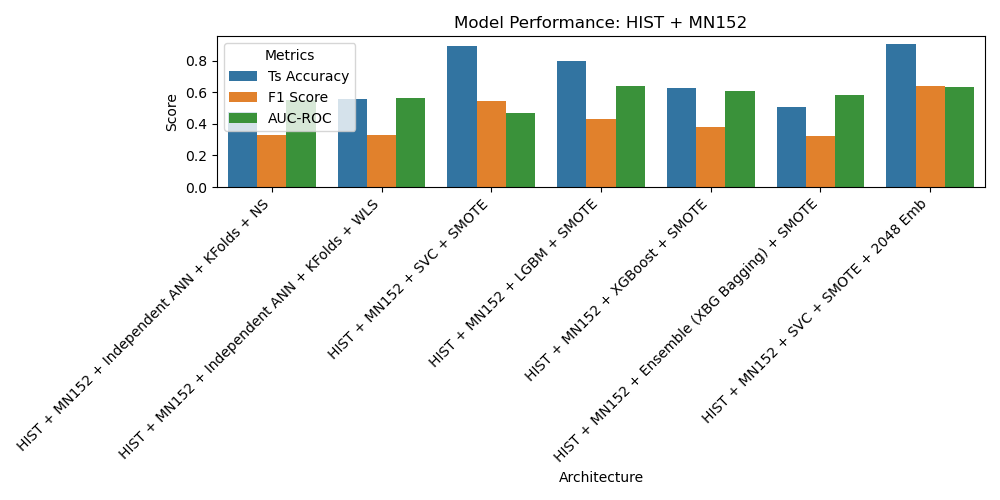 Model Performance: HIST + MN152
Metrics
Ts Accuracy
F1 Score
AUC-ROC
Score
0.8
0.6
0.4
0.2
0.0
HIST + MN152 + Independent ANN + KFolds + NS
HIST + MN152 + Independent ANN + KFolds + WLS
HIST + MN152 + SVC + SMOTE
HIST + MN152 + LGBM + SMOTE
HIST + MN152 + XGBoost + SMOTE
HIST + MN152 + Ensemble (XBG Bagging) + SMOTE
HIST + MN152 + SVC + SMOTE + 2048 Emb
Architecture